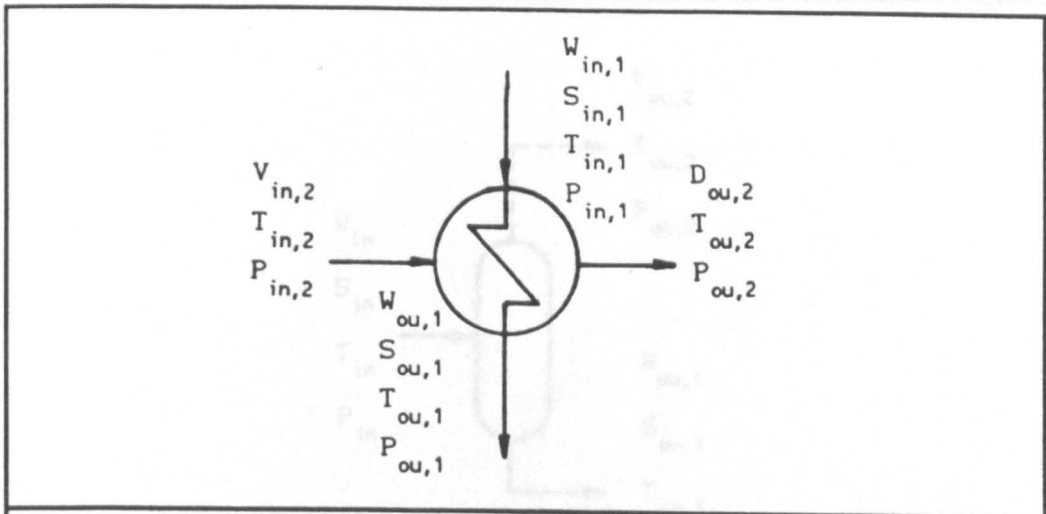 W in,1
S in,1
T in,1
P in,1
V in,2
T in,2
P in,2
D ou,2
T ou,2
P ou,2
W ou,1
S ou,1
T ou,1
P ou,1